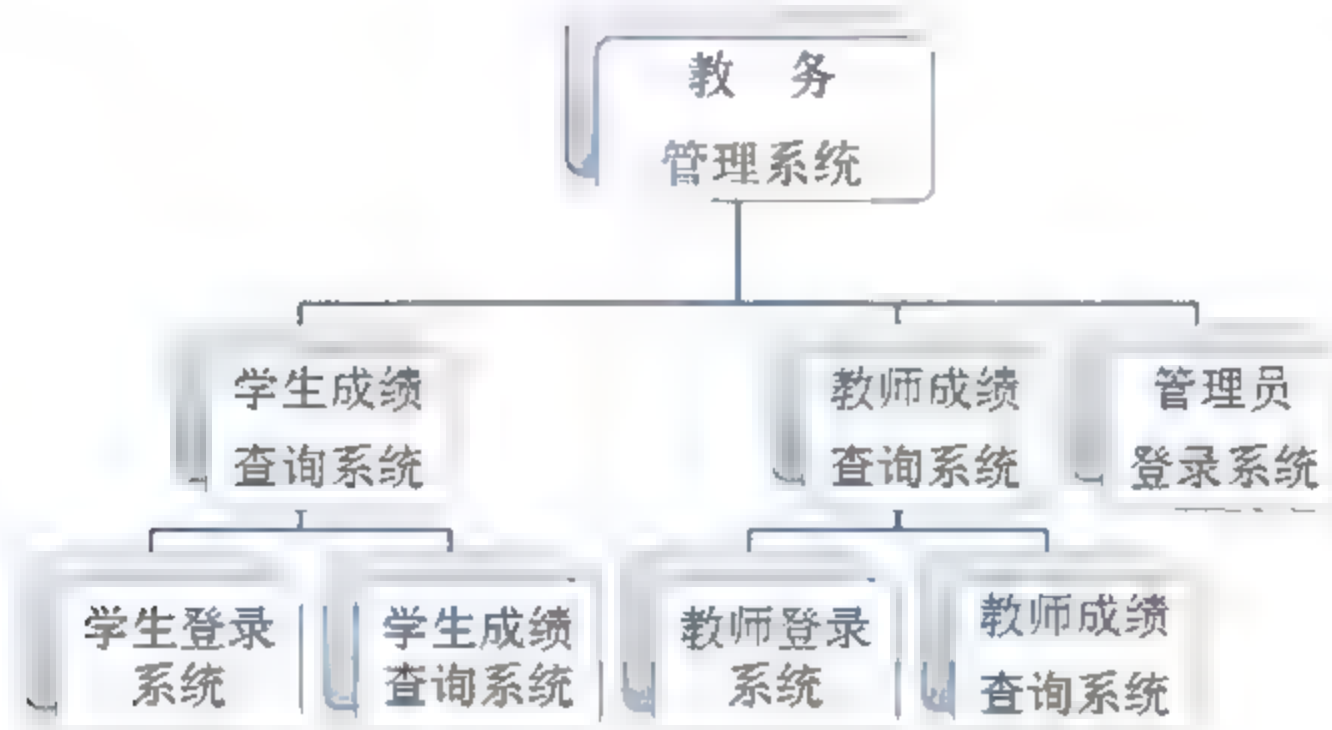 教 务
管理系统
学生成绩
查询系统
教师成绩
查询系统
管理员
登录系统
学生登录
系统
学生成绩
查询系统
教师登录
系统
教师成绩
查询系统